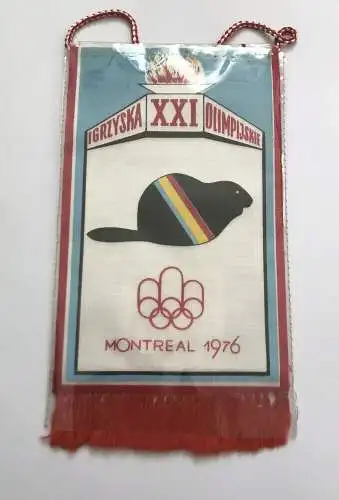 IGRZYSKA XXI OLIMPIJSKIE
MONTREAL 1976